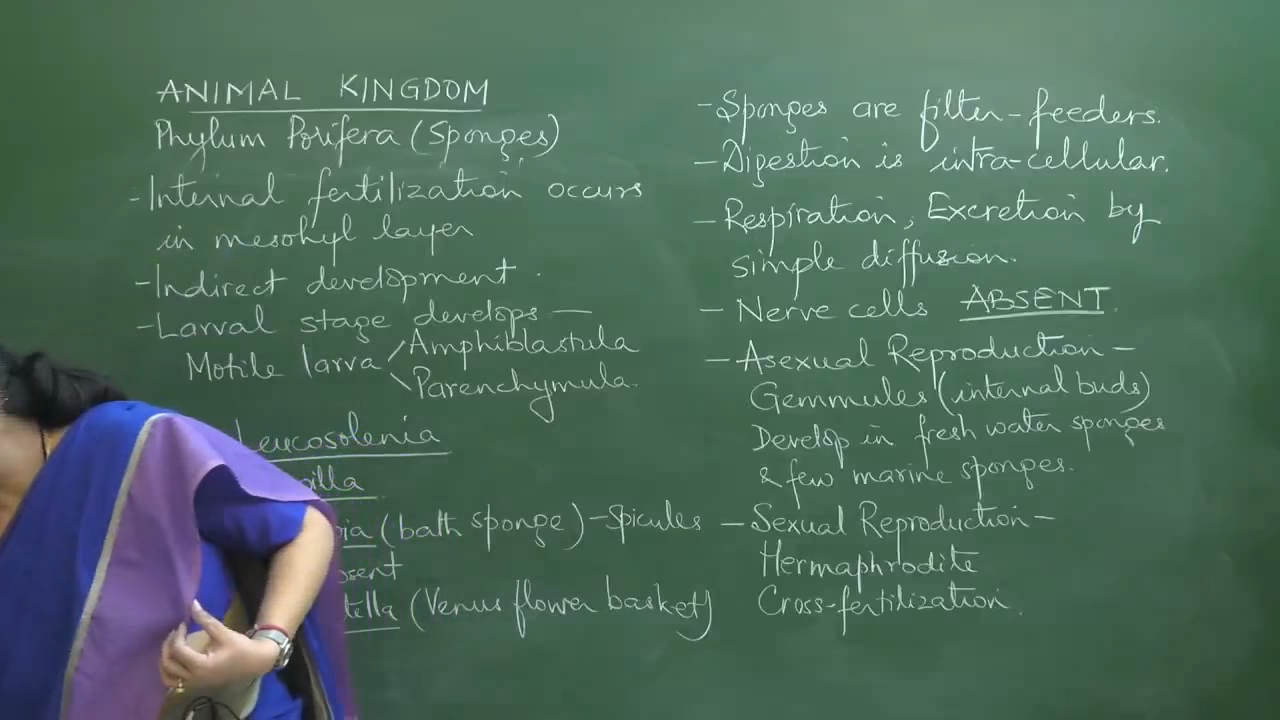 ANIMAL KINGDOM
Phylum Porifera (Sponges)
- Internal fertilization occurs
in mesohyl layer
- Indirect development.
- Larval stage develops —
Motile larva Amphiblastula
Parenchymula.
Leucosolenia
(bath sponge) - Spicules
(Venus flower basket)
- Sponges are filter-feeders.
- Digestion is intra-cellular.
- Respiration, Excretion by
simple diffusion.
- Nerve cells ABSENT.
- Asexual Reproduction -
Gemmules (internal buds)
Develop in fresh water sponges
& few marine sponges.
- Sexual Reproduction -
Hermaphrodite
Cross-fertilization.